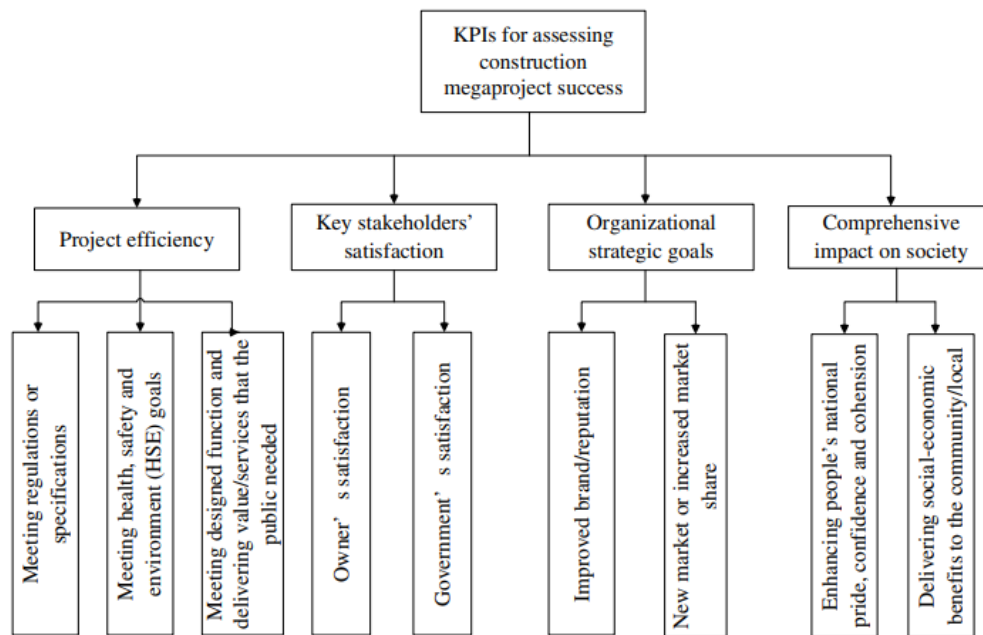 KPIs for assessing
construction
megaproject success
Project efficiency
Key stakeholders’
satisfaction
Organizational
strategic goals
Comprehensive
impact on society
Meeting regulations or
specifications
Meeting health, safety and
environment (HSE) goals
Meeting designed function and
delivering value/services that the
public needed
Owner’ s satisfaction
Government’ s satisfaction
Improved brand/reputation
New market or increased market
share
Enhancing people’s national
pride, confidence and cohension
Delivering social-economic
benefits to the community/local